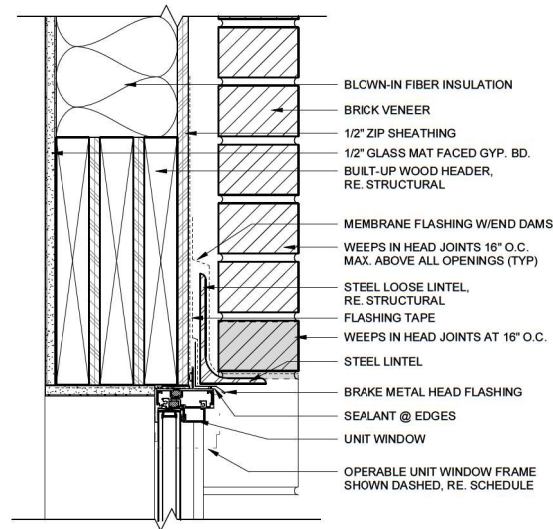 BLOWN-IN FIBER INSULATION
BRICK VENEER
1/2" ZIP SHEATHING
1/2" GLASS MAT FACED GYP. BD.
BUILT-UP WOOD HEADER,
RE. STRUCTURAL
MEMBRANE FLASHING W/END DAMS
WEEPS IN HEAD JOINTS 16" O.C.
MAX. ABOVE ALL OPENINGS (TYP)
STEEL LOOSE LINTEL,
RE. STRUCTURAL
FLASHING TAPE
WEEPS IN HEAD JOINTS AT 16" O.C.
STEEL LINTEL
BRAKE METAL HEAD FLASHING
SEALANT @ EDGES
UNIT WINDOW
OPERABLE UNIT WINDOW FRAME
SHOWN DASHED, RE. SCHEDULE